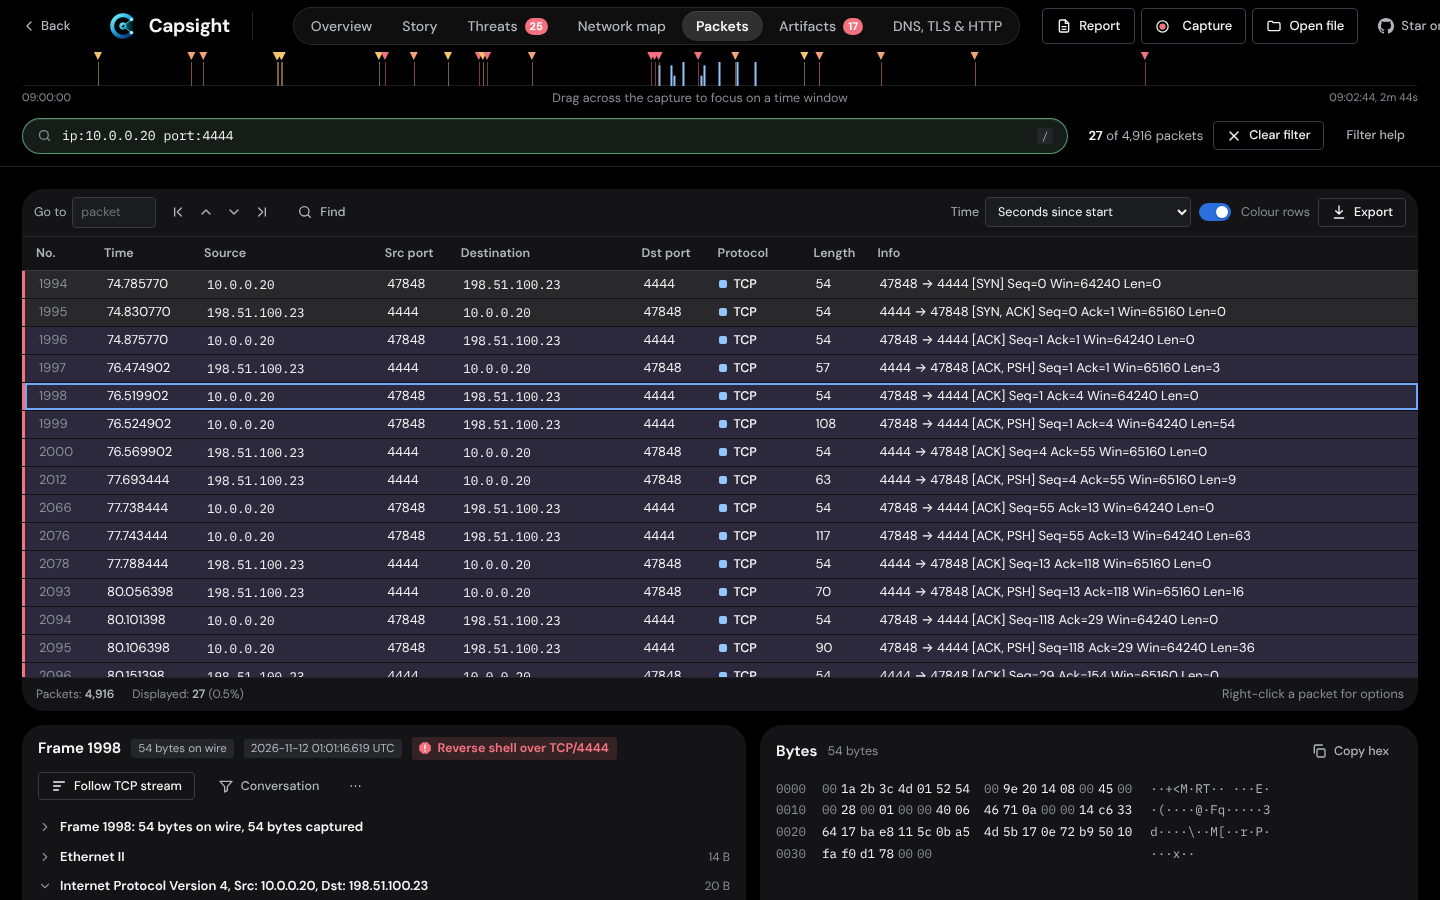 Back
Capsight
Overview Story Threats 25 Network map Packets Artifacts 17 DNS, TLS & HTTP
Report Capture Open file Star
09:00:00 Drag across the capture to focus on a time window 09:02:44, 2m 44s
ip:10.0.0.20 port:4444 /
27 of 4,916 packets Clear filter Filter help
Go to packet Find Time Seconds since start Colour rows Export
No. Time Source Src port Destination Dst port Protocol Length Info
1994 74.785770 10.0.0.20 47848 198.51.100.23 4444 TCP 54 47848 → 4444 [SYN] Seq=0 Win=64240 Len=0
1995 74.830770 198.51.100.23 4444 10.0.0.20 47848 TCP 54 4444 → 47848 [SYN, ACK] Seq=0 Ack=1 Win=65160 Len=0
1996 74.875770 10.0.0.20 47848 198.51.100.23 4444 TCP 54 47848 → 4444 [ACK] Seq=1 Ack=1 Win=64240 Len=0
1997 76.474902 198.51.100.23 4444 10.0.0.20 47848 TCP 57 4444 → 47848 [ACK, PSH] Seq=1 Ack=1 Win=65160 Len=3
1998 76.519902 10.0.0.20 47848 198.51.100.23 4444 TCP 54 47848 → 4444 [ACK] Seq=1 Ack=4 Win=64240 Len=0
1999 76.524902 10.0.0.20 47848 198.51.100.23 4444 TCP 108 47848 → 4444 [ACK, PSH] Seq=1 Ack=4 Win=64240 Len=54
2000 76.569902 198.51.100.23 4444 10.0.0.20 47848 TCP 54 4444 → 47848 [ACK] Seq=4 Ack=55 Win=65160 Len=0
2012 77.693444 198.51.100.23 4444 10.0.0.20 47848 TCP 63 4444 → 47848 [ACK, PSH] Seq=4 Ack=55 Win=65160 Len=9
2066 77.738444 10.0.0.20 47848 198.51.100.23 4444 TCP 54 47848 → 4444 [ACK] Seq=55 Ack=13 Win=64240 Len=0
2076 77.743444 10.0.0.20 47848 198.51.100.23 4444 TCP 117 47848 → 4444 [ACK, PSH] Seq=55 Ack=13 Win=64240 Len=63
2078 77.788444 198.51.100.23 4444 10.0.0.20 47848 TCP 54 4444 → 47848 [ACK] Seq=13 Ack=118 Win=65160 Len=0
2093 80.056398 198.51.100.23 4444 10.0.0.20 47848 TCP 70 4444 → 47848 [ACK, PSH] Seq=13 Ack=118 Win=65160 Len=16
2094 80.101398 10.0.0.20 47848 198.51.100.23 4444 TCP 54 47848 → 4444 [ACK] Seq=118 Ack=29 Win=64240 Len=0
2095 80.106398 10.0.0.20 47848 198.51.100.23 4444 TCP 90 47848 → 4444 [ACK, PSH] Seq=118 Ack=29 Win=64240 Len=36
2096 80.151398 198.51.100.23 4444 10.0.0.20 47848 TCP 54 4444 → 47848 [ACK] Seq=29 Ack=154 Win=65160 Len=0
Packets: 4,916 Displayed: 27 (0.5%) Right-click a packet for options
Frame 1998 54 bytes on wire 2026-11-12 01:01:16.619 UTC Reverse shell over TCP/4444
Follow TCP stream Conversation ···
Frame 1998: 54 bytes on wire, 54 bytes captured
Ethernet II 14 B
Internet Protocol Version 4, Src: 10.0.0.20, Dst: 198.51.100.23 20 B
Bytes 54 bytes Copy hex
0000 00 1a 2b 3c 4d 01 52 54 00 9e 20 14 08 00 45 00 ··+<M·RT·· ···E·
0010 00 28 00 01 00 00 40 06 46 71 0a 00 00 14 c6 33 ·(····@·Fq·····3
0020 64 17 ba e8 11 5c 0b a5 4d 5b 17 0e 72 b9 50 10 d····\··M[··r·P·
0030 fa f0 d1 78 00 00 ···x··